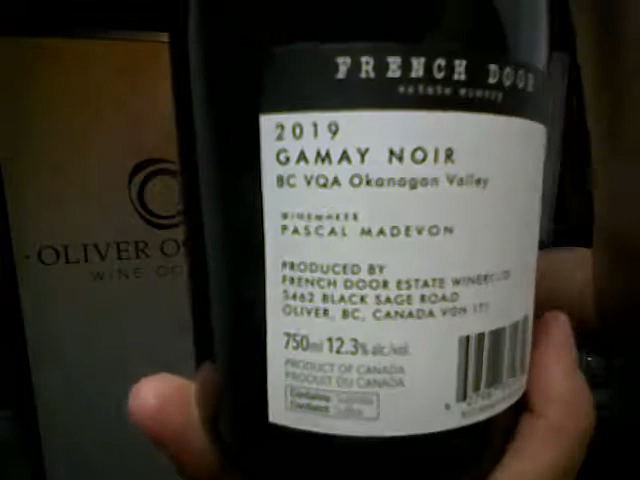 FRENCH DOOR
estate winery
2019
GAMAY NOIR
BC VQA Okanagan Valley
WINEMAKER
PASCAL MADEVON
PRODUCED BY
FRENCH DOOR ESTATE WINERY
5462 BLACK SAGE ROAD
OLIVER, BC, CANADA V0H 1T1
750ml 12.3% alc./vol.
PRODUCT OF CANADA
PRODUIT DU CANADA
Contains
OLIVER
WINE